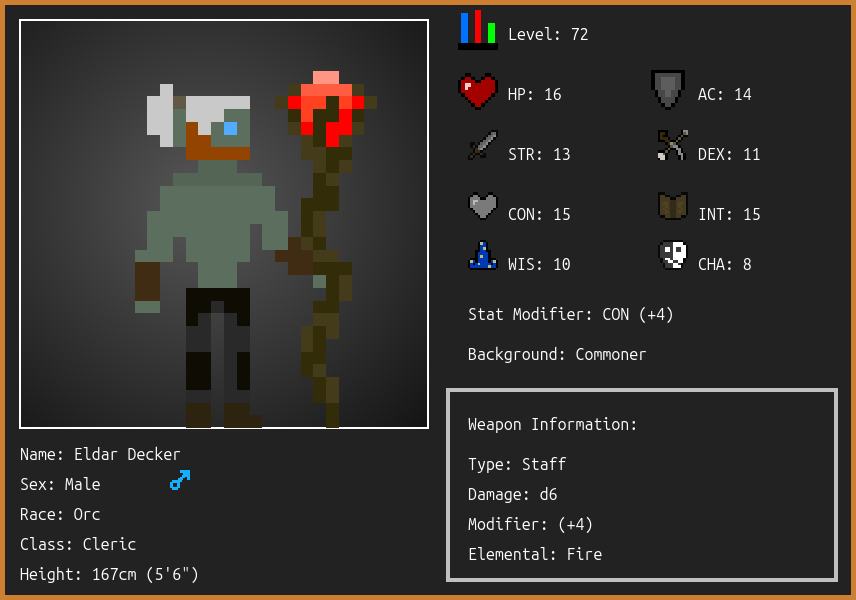 Level: 72
HP: 16
AC: 14
STR: 13
DEX: 11
CON: 15
INT: 15
WIS: 10
CHA: 8
Stat Modifier: CON (+4)
Background: Commoner
Weapon Information:
Type: Staff
Damage: d6
Modifier: (+4)
Elemental: Fire
Name: Eldar Decker
Sex: Male
Race: Orc
Class: Cleric
Height: 167cm (5'6")